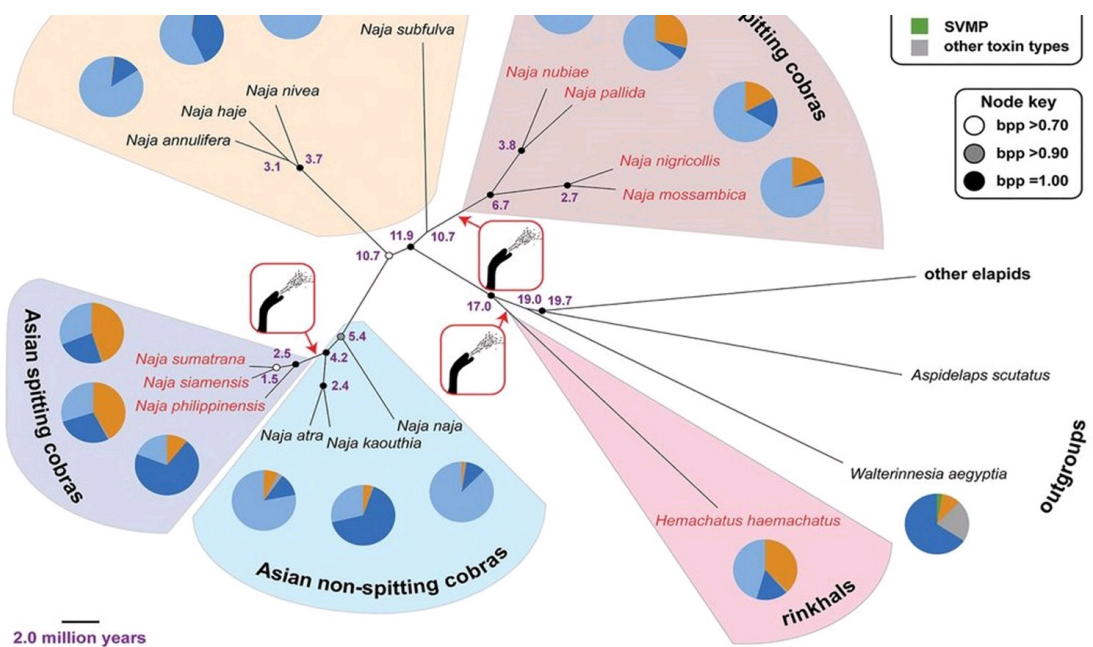 Naja subfulva
Naja nivea
Naja haje
Naja annulifera
3.1
3.7
pitting cobras
Naja nubiae
Naja pallida
3.8
Naja nigricollis
Naja mossambica
6.7
2.7
SVMP
other toxin types
Node key
bpp >0.70
bpp >0.90
bpp =1.00
11.9
10.7
10.7
17.0
19.0
19.7
other elapids
Aspidelaps scutatus
Walterinnesia aegyptia
outgroups
Hemachatus haemachatus
rinkhals
5.4
4.2
2.5
1.5
2.4
Naja sumatrana
Naja siamensis
Naja philippinensis
Asian spitting cobras
Naja naja
Naja atra
Naja kaouthia
Asian non-spitting cobras
2.0 million years